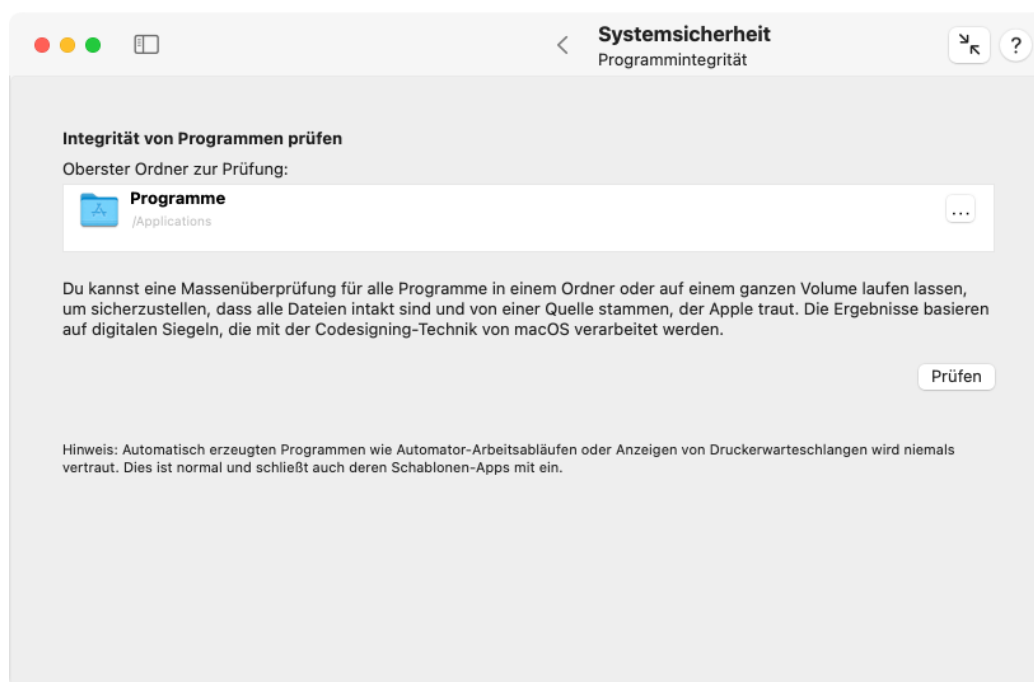 Systemsicherheit
Programmintegrität
?
Integrität von Programmen prüfen
Oberster Ordner zur Prüfung:
Programme
/Applications
...
Du kannst eine Massenüberprüfung für alle Programme in einem Ordner oder auf einem ganzen Volume laufen lassen,
um sicherzustellen, dass alle Dateien intakt sind und von einer Quelle stammen, der Apple traut. Die Ergebnisse basieren
auf digitalen Siegeln, die mit der Codesigning-Technik von macOS verarbeitet werden.
Prüfen
Hinweis: Automatisch erzeugten Programmen wie Automator-Arbeitsabläufen oder Anzeigen von Druckerwarteschlangen wird niemals
vertraut. Dies ist normal und schließt auch deren Schablonen-Apps mit ein.